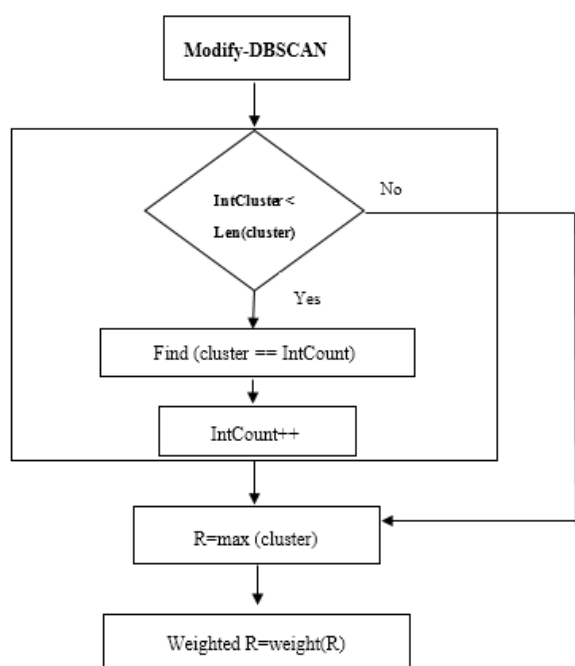 Modify-DBSCAN
IntCluster <
Len(cluster)
No
Yes
Find (cluster == IntCount)
IntCount++
R=max (cluster)
Weighted R=weight(R)